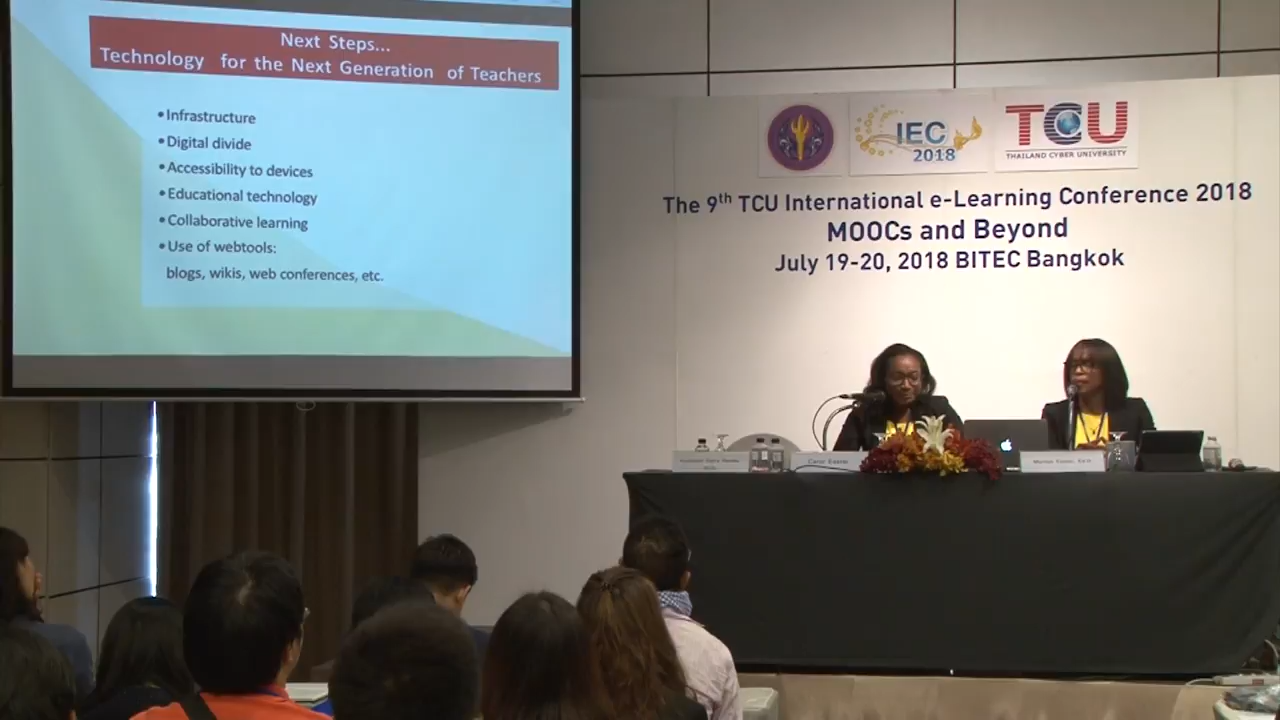 Next Steps...
Technology for the Next Generation of Teachers
• Infrastructure
• Digital divide
• Accessibility to devices
• Educational technology
• Collaborative learning
• Use of webtools:
blogs, wikis, web conferences, etc.
IEC
2018
TCU
THAILAND CYBER UNIVERSITY
The 9th TCU International e-Learning Conference 2018
MOOCs and Beyond
July 19-20, 2018 BITEC Bangkok